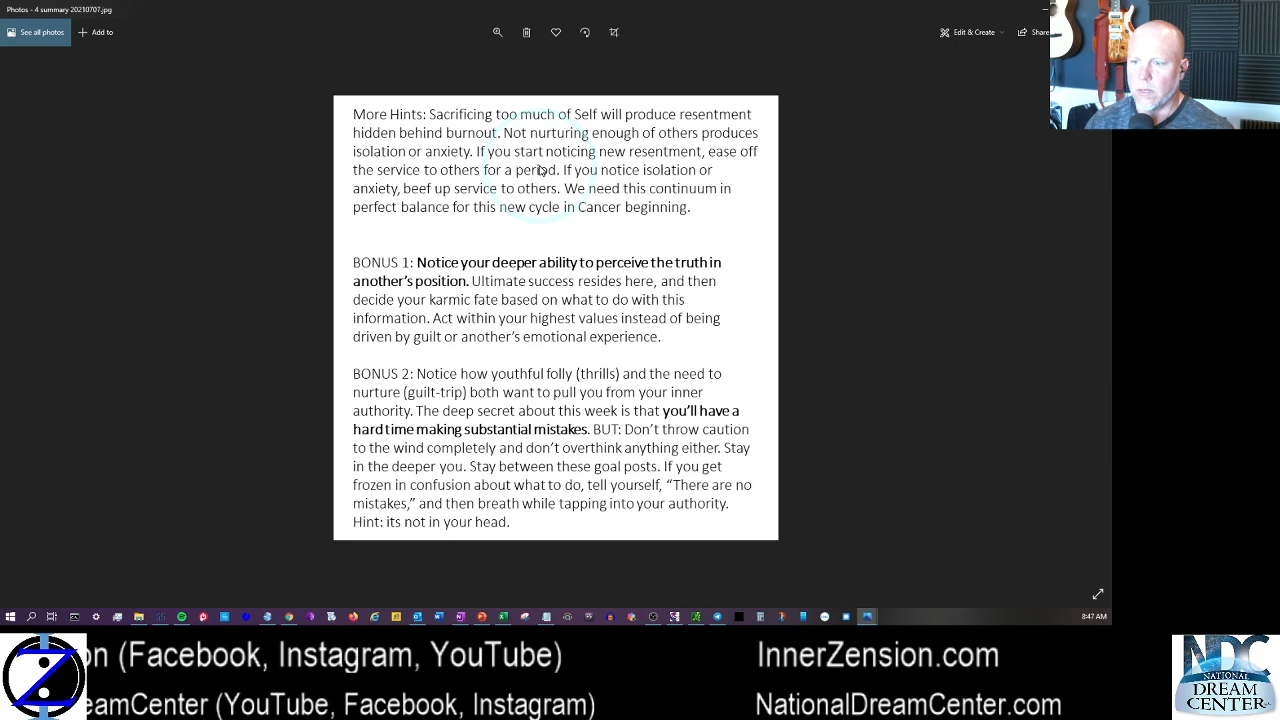 Photos - 4 summary 20210707.jpg
See all photos
Add to
Edit & Create
Share
More Hints: Sacrificing too much of Self will produce resentment
hidden behind burnout. Not nurturing enough of others produces
isolation or anxiety. If you start noticing new resentment, ease off
the service to others for a period. If you notice isolation or
anxiety, beef up service to others. We need this continuum in
perfect balance for this new cycle in Cancer beginning.
BONUS 1: Notice your deeper ability to perceive the truth in
another's position. Ultimate success resides here, and then
decide your karmic fate based on what to do with this
information. Act within your highest values instead of being
driven by guilt or another's emotional experience.
BONUS 2: Notice how youthful folly (thrills) and the need to
nurture (guilt-trip) both want to pull you from your inner
authority. The deep secret about this week is that you'll have a
hard time making substantial mistakes. BUT: Don't throw caution
to the wind completely and don't overthink anything either. Stay
in the deeper you. Stay between these goal posts. If you get
frozen in confusion about what to do, tell yourself, "There are no
mistakes," and then breath while tapping into your authority.
Hint: its not in your head.
8:47 AM
on (Facebook, Instagram, YouTube)
InnerZension.com
eamCenter (YouTube, Facebook, Instagram)
NationalDreamCenter.com
NDC
NATIONAL
DREAM
CENTER